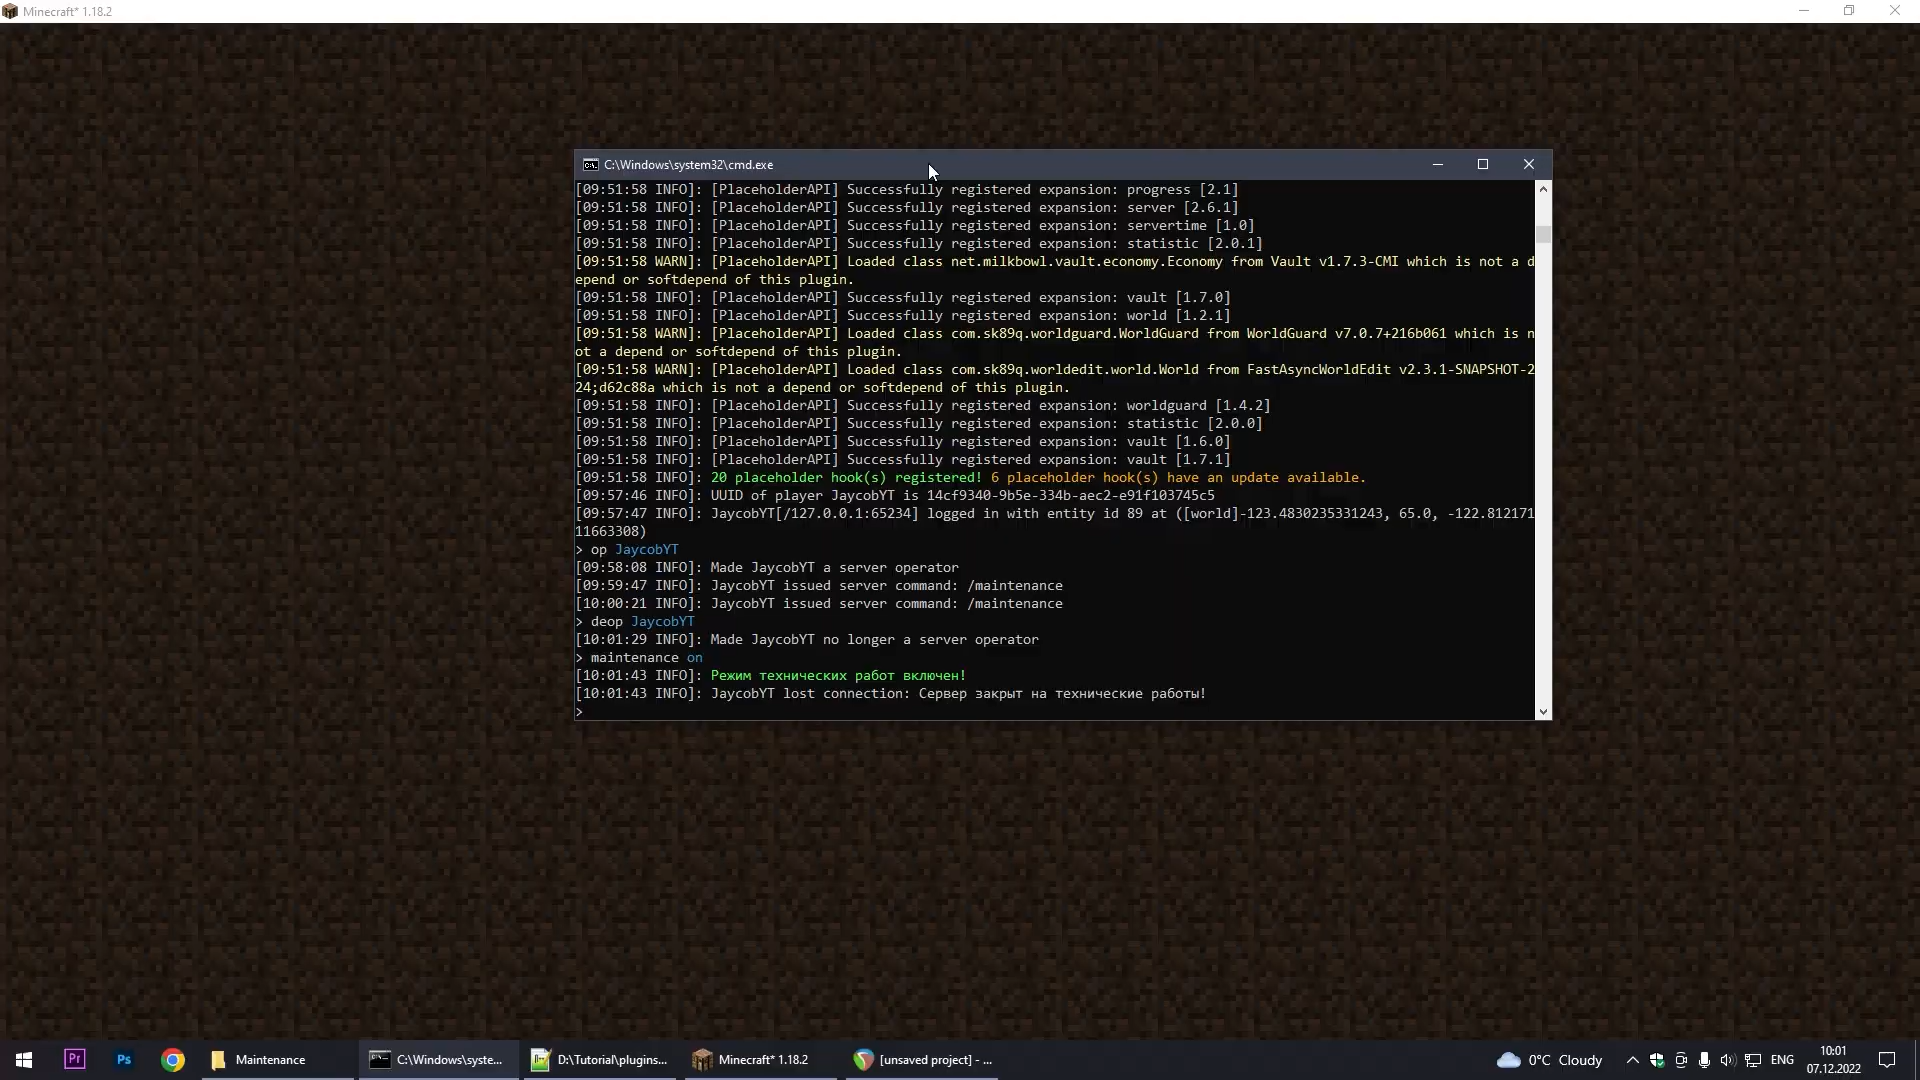 Minecraft* 1.18.2
C:\Windows\system32\cmd.exe
[09:51:58 INFO]: [PlaceholderAPI] Successfully registered expansion: progress [2.1]
[09:51:58 INFO]: [PlaceholderAPI] Successfully registered expansion: server [2.6.1]
[09:51:58 INFO]: [PlaceholderAPI] Successfully registered expansion: servertime [1.0]
[09:51:58 INFO]: [PlaceholderAPI] Successfully registered expansion: statistic [2.0.1]
[09:51:58 WARN]: [PlaceholderAPI] Loaded class net.milkbowl.vault.economy.Economy from Vault v1.7.3-CMI which is not a d
epend or softdepend of this plugin.
[09:51:58 INFO]: [PlaceholderAPI] Successfully registered expansion: vault [1.7.0]
[09:51:58 INFO]: [PlaceholderAPI] Successfully registered expansion: world [1.2.1]
[09:51:58 WARN]: [PlaceholderAPI] Loaded class com.sk89q.worldguard.WorldGuard from WorldGuard v7.0.7+216b061 which is n
ot a depend or softdepend of this plugin.
[09:51:58 WARN]: [PlaceholderAPI] Loaded class com.sk89q.worldedit.world.World from FastAsyncWorldEdit v2.3.1-SNAPSHOT-2
24;d62c88a which is not a depend or softdepend of this plugin.
[09:51:58 INFO]: [PlaceholderAPI] Successfully registered expansion: worldguard [1.4.2]
[09:51:58 INFO]: [PlaceholderAPI] Successfully registered expansion: statistic [2.0.0]
[09:51:58 INFO]: [PlaceholderAPI] Successfully registered expansion: vault [1.6.0]
[09:51:58 INFO]: [PlaceholderAPI] Successfully registered expansion: vault [1.7.1]
[09:51:58 INFO]: 20 placeholder hook(s) registered! 6 placeholder hook(s) have an update available.
[09:57:46 INFO]: UUID of player JaycobYT is 14cf9340-9b5e-334b-aec2-e91f103745c5
[09:57:47 INFO]: JaycobYT[/127.0.0.1:65234] logged in with entity id 89 at ([world]-123.4830235331243, 65.0, -122.812171
11663308)
> op JaycobYT
[09:58:08 INFO]: Made JaycobYT a server operator
[09:59:47 INFO]: JaycobYT issued server command: /maintenance
[10:00:21 INFO]: JaycobYT issued server command: /maintenance
> deop JaycobYT
[10:01:29 INFO]: Made JaycobYT no longer a server operator
> maintenance on
[10:01:43 INFO]: Режим технических работ включен!
[10:01:43 INFO]: JaycobYT lost connection: Сервер закрыт на технические работы!
>
Pr
Ps
Maintenance
C:\Windows\syste...
D:\Tutorial\plugins...
Minecraft* 1.18.2
[unsaved project] - ...
0°C Cloudy
ENG
10:01
07.12.2022